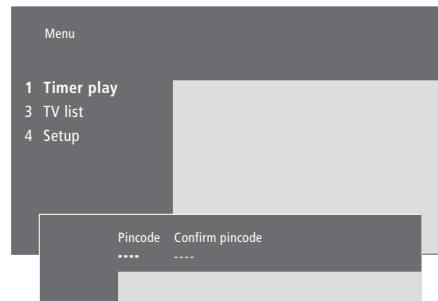 Menu
1 Timer play
3 TV list
4 Setup
Pincode Confirm pincode
---- ----